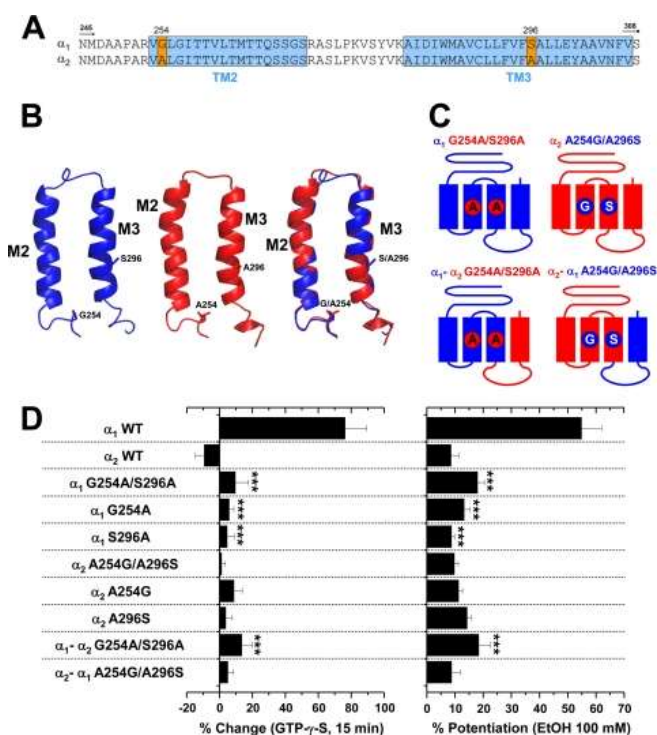 A
245 254 296 308
α1 NMDAAPARVGLGITTVLTMTTQSSGSRASLPKVSYVKAIDIWMAVCLLFVFSALLEYAAVNFVS
α2 NMDAAPARVALGITTVLTMTTQSSGSRASLPKVSYVKAIDIWMAVCLLFVFAALLEYAAVNFVS
TM2 TM3
B
M2 M3 S296 G254
M2 M3 A296 A254
M2 M3 S/A296 G/A254
C
α1 G254A/S296A α2 A254G/A296S
A A G S
α1- α2 G254A/S296A α2- α1 A254G/A296S
A A G S
D
α1 WT
α2 WT
α1 G254A/S296A *** ***
α1 G254A *** ***
α1 S296A *** ***
α2 A254G/A296S
α2 A254G
α2 A296S
α1- α2 G254A/S296A *** ***
α2- α1 A254G/A296S
-20 0 20 40 60 80 100 0 10 20 30 40 50 60 70
% Change (GTP-γ-S, 15 min) % Potentiation (EtOH 100 mM)